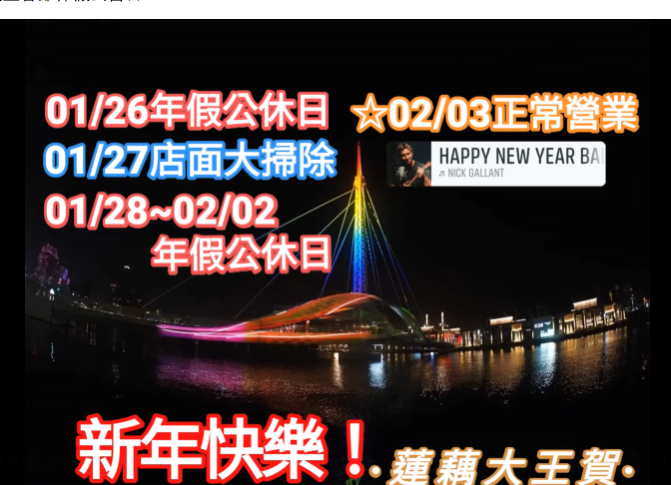 01/26年假公休日
☆02/03正常營業
01/27店面大掃除
HAPPY NEW YEAR BA
♬ NICK GALLANT
01/28~02/02
年假公休日
新年快樂！
·蓮藕大王賀·